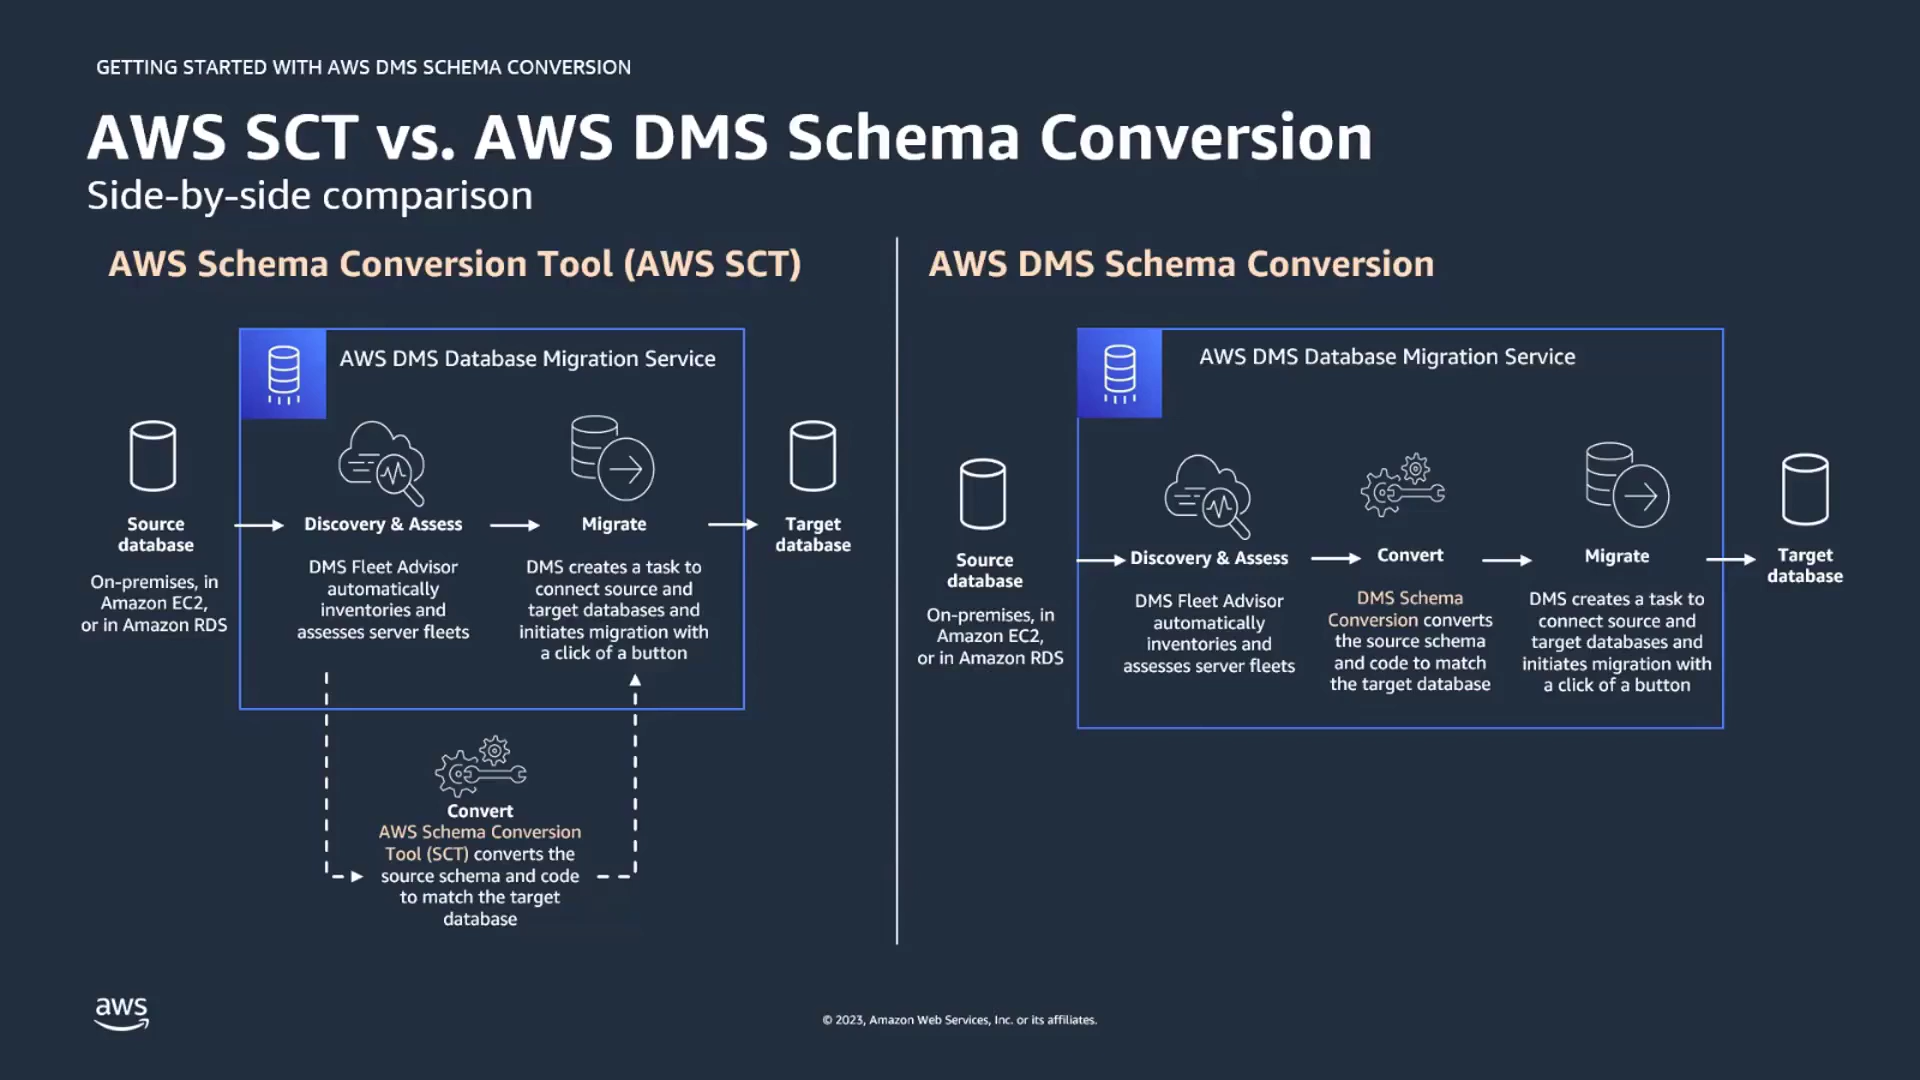 GETTING STARTED WITH AWS DMS SCHEMA CONVERSION
AWS SCT vs. AWS DMS Schema Conversion
Side-by-side comparison
AWS Schema Conversion Tool (AWS SCT)
AWS DMS Database Migration Service
Source
database
On-premises, in
Amazon EC2,
or in Amazon RDS
Discovery & Assess
DMS Fleet Advisor
automatically
inventories and
assesses server fleets
Migrate
DMS creates a task to
connect source and
target databases and
initiates migration with
a click of a button
Target
database
Convert
AWS Schema Conversion
Tool (SCT) converts the
source schema and code
to match the target
database
AWS DMS Schema Conversion
AWS DMS Database Migration Service
Source
database
On-premises, in
Amazon EC2,
or in Amazon RDS
Discovery & Assess
DMS Fleet Advisor
automatically
inventories and
assesses server fleets
Convert
DMS Schema
Conversion converts
the source schema
and code to match
the target database
Migrate
DMS creates a task to
connect source and
target databases and
initiates migration with
a click of a button
Target
database
aws
© 2023, Amazon Web Services, Inc. or its affiliates.